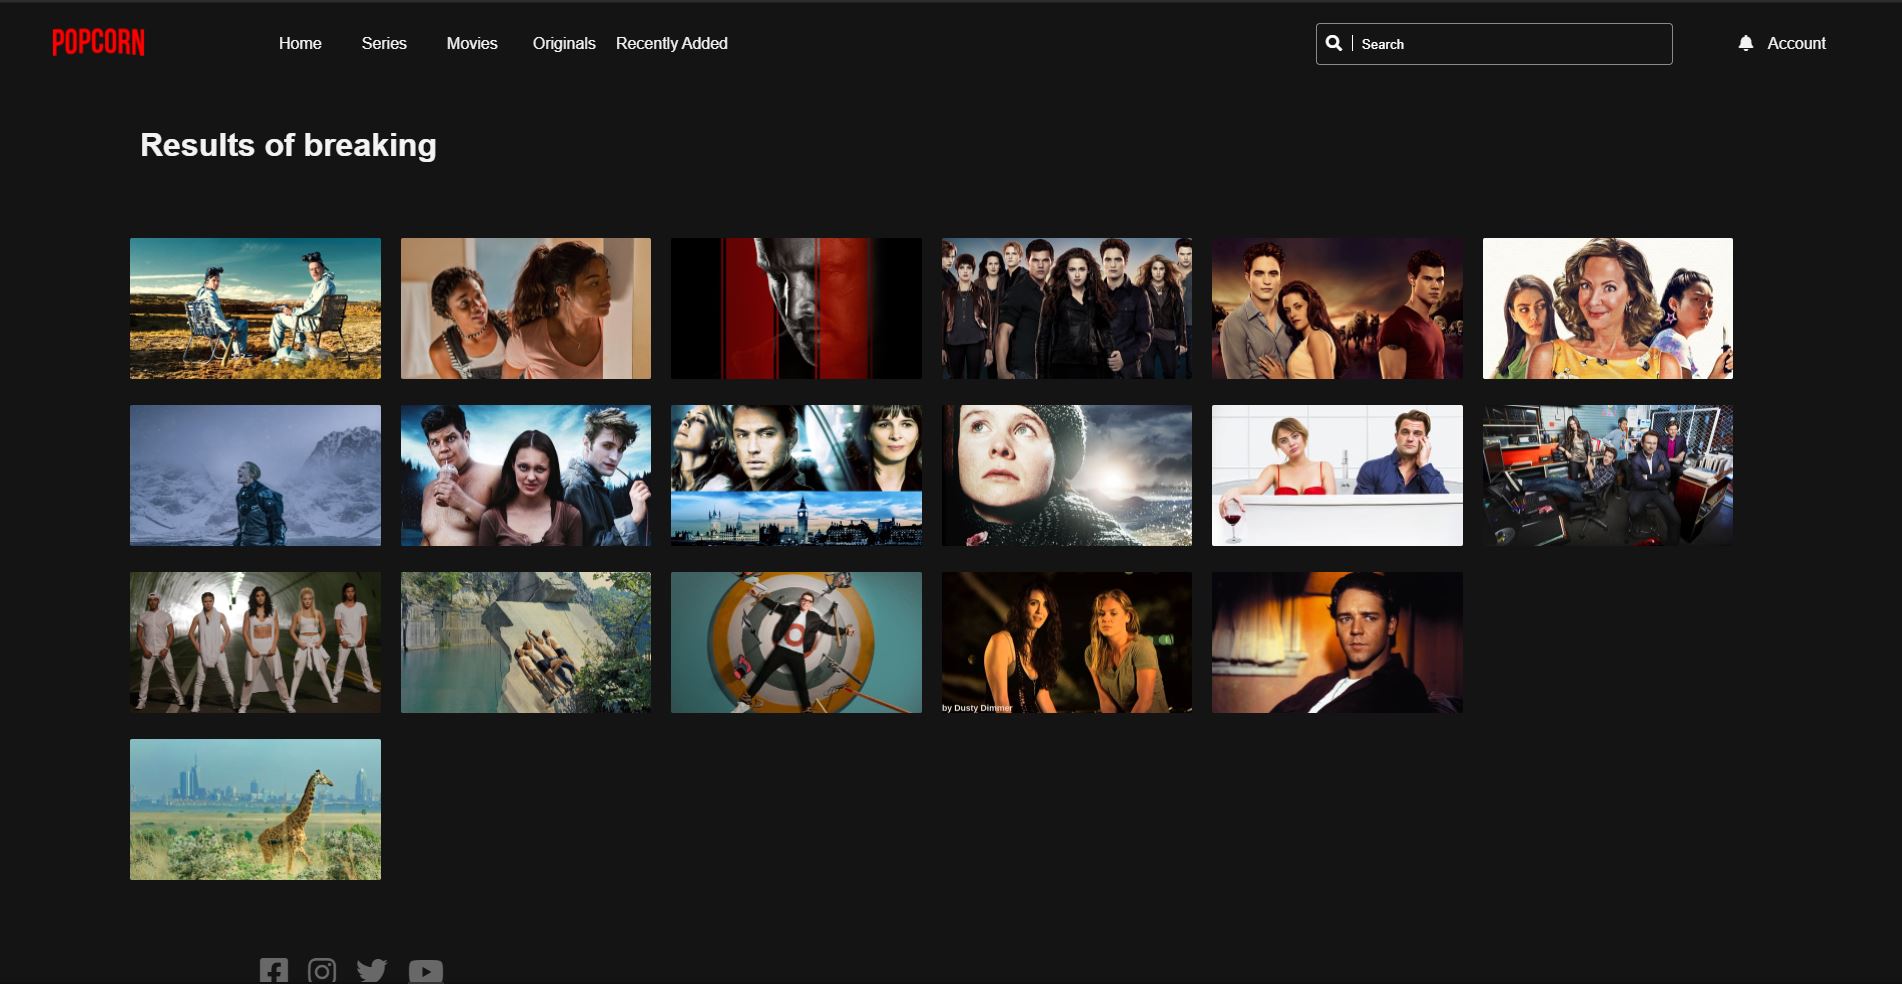 POPCORN
Home Series Movies Originals Recently Added
Search
Account
Results of breaking
by Dusty Dimmer